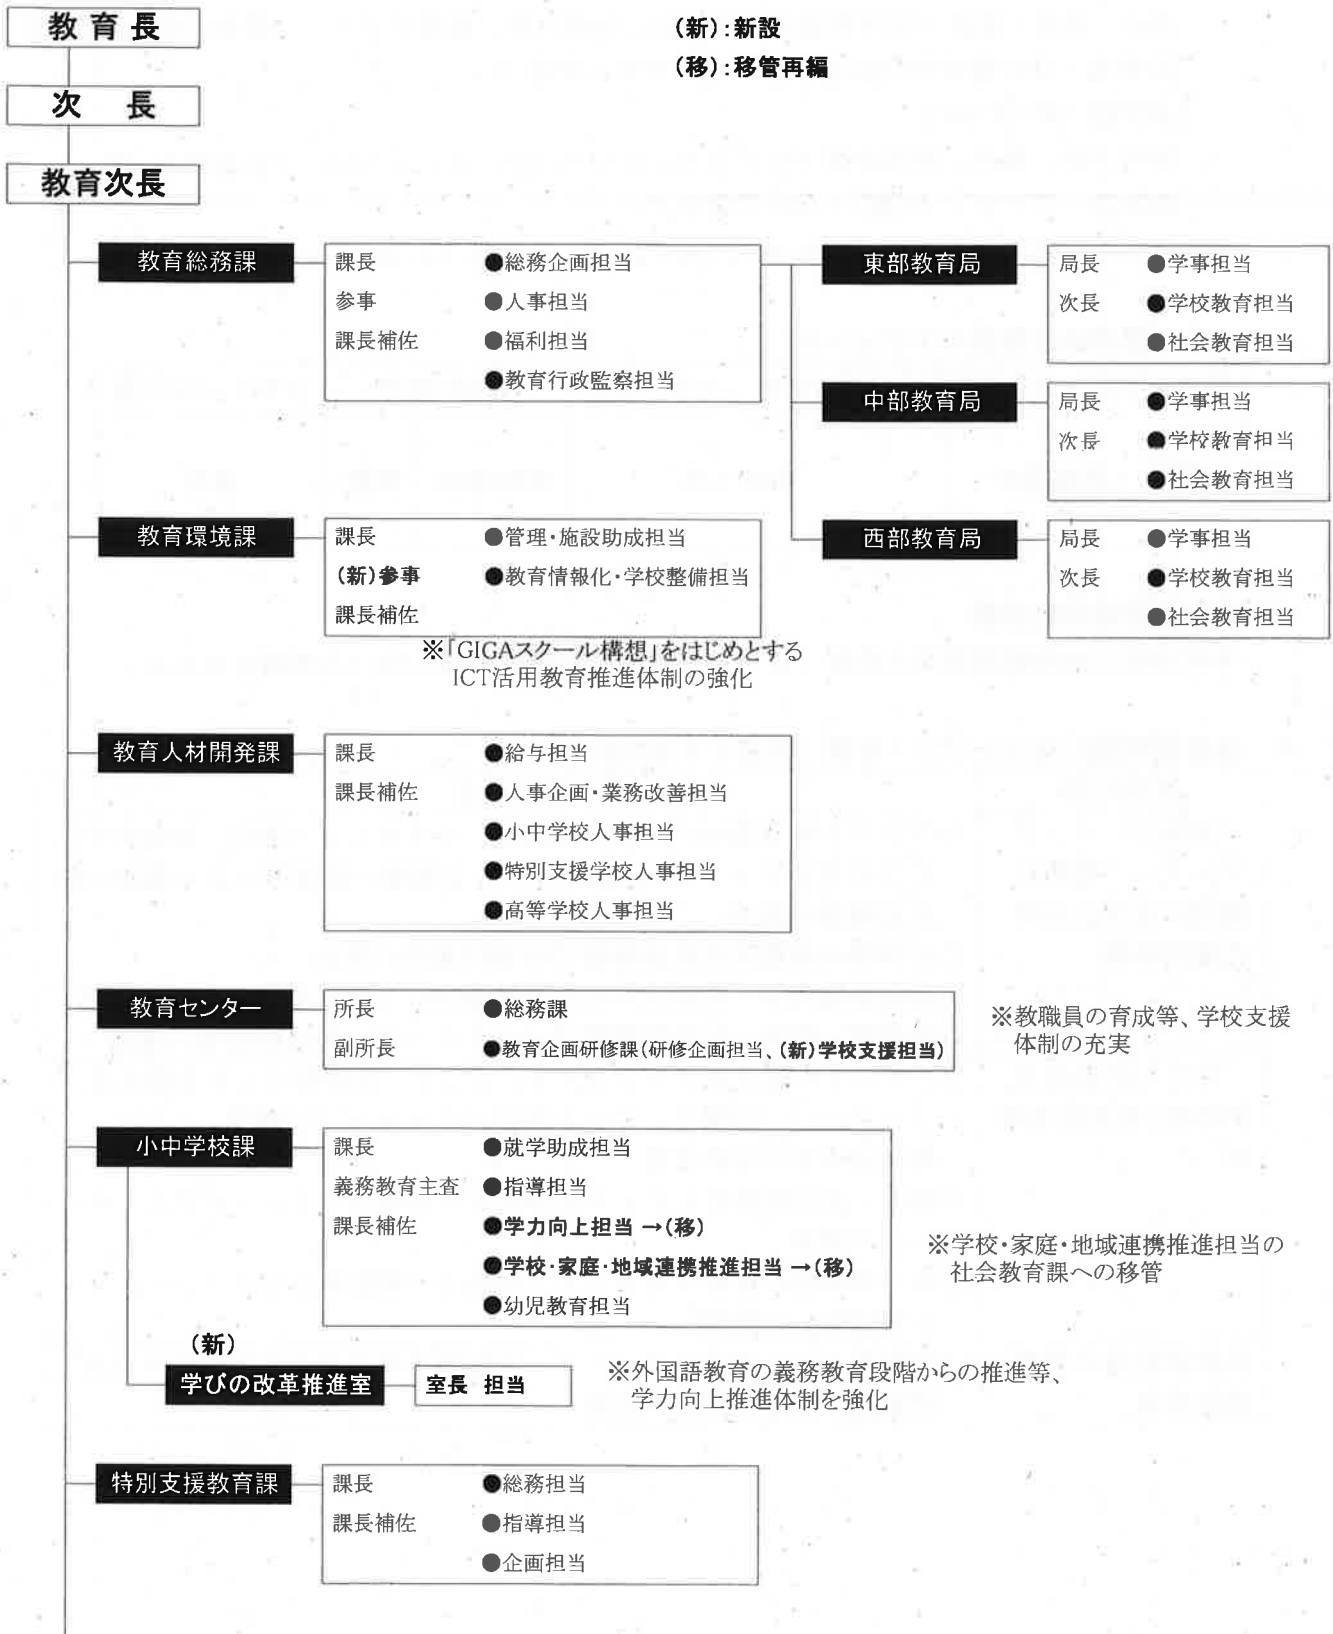 教育長
(新):新設
(移):移管再編
次　長
教育次長
教育総務課
課長　●総務企画担当
参事　●人事担当
課長補佐　●福利担当
●教育行政監察担当
東部教育局
局長　●学事担当
次長　●学校教育担当
●社会教育担当
中部教育局
局長　●学事担当
次長　●学校教育担当
●社会教育担当
西部教育局
局長　●学事担当
次長　●学校教育担当
●社会教育担当
教育環境課
課長　●管理・施設助成担当
(新)参事　●教育情報化・学校整備担当
課長補佐
※「GIGAスクール構想」をはじめとする
ICT活用教育推進体制の強化
教育人材開発課
課長　●給与担当
課長補佐　●人事企画・業務改善担当
●小中学校人事担当
●特別支援学校人事担当
●高等学校人事担当
教育センター
所長　●総務課
副所長　●教育企画研修課(研修企画担当、(新)学校支援担当)
※教職員の育成等、学校支援
体制の充実
小中学校課
課長　●就学助成担当
義務教育主査　●指導担当
課長補佐　●学力向上担当 →(移)
●学校・家庭・地域連携推進担当 →(移)
●幼児教育担当
※学校・家庭・地域連携推進担当の
社会教育課への移管
(新)
学びの改革推進室
室長 担当
※外国語教育の義務教育段階からの推進等、
学力向上推進体制を強化
特別支援教育課
課長　●総務担当
課長補佐　●指導担当
●企画担当